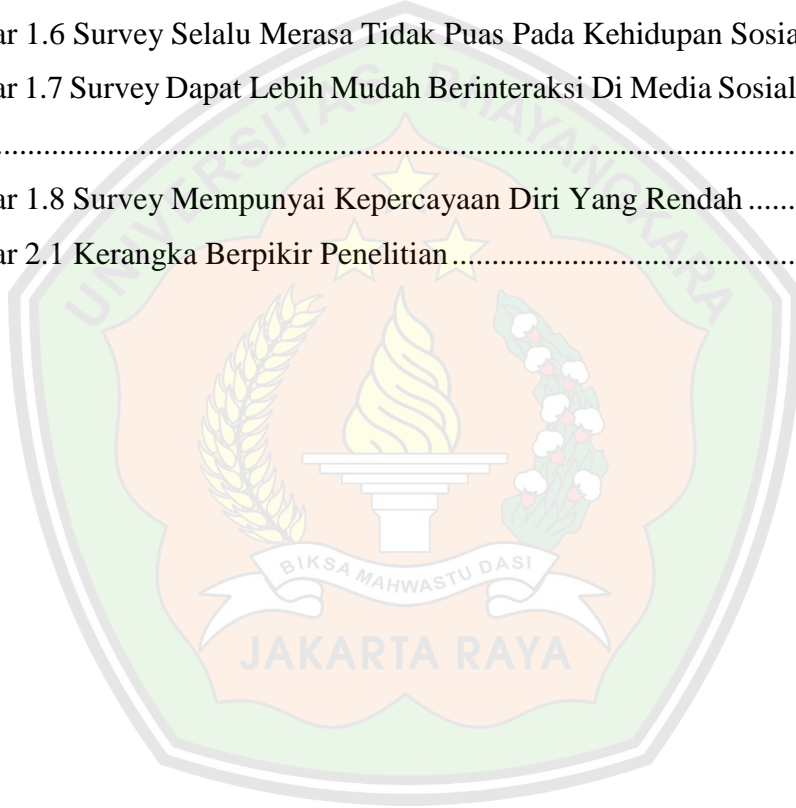 ar 1.6 Survey Selalu Merasa Tidak Puas Pada Kehidupan Sosia
ar 1.7 Survey Dapat Lebih Mudah Berinteraksi Di Media Sosial
....................................................................................................
ar 1.8 Survey Mempunyai Kepercayaan Diri Yang Rendah ......
ar 2.1 Kerangka Berpikir Penelitian...........................................
UNIVERSITAS BHAYANGKARA
BIKSA MAHWASTU DASI
JAKARTA RAYA